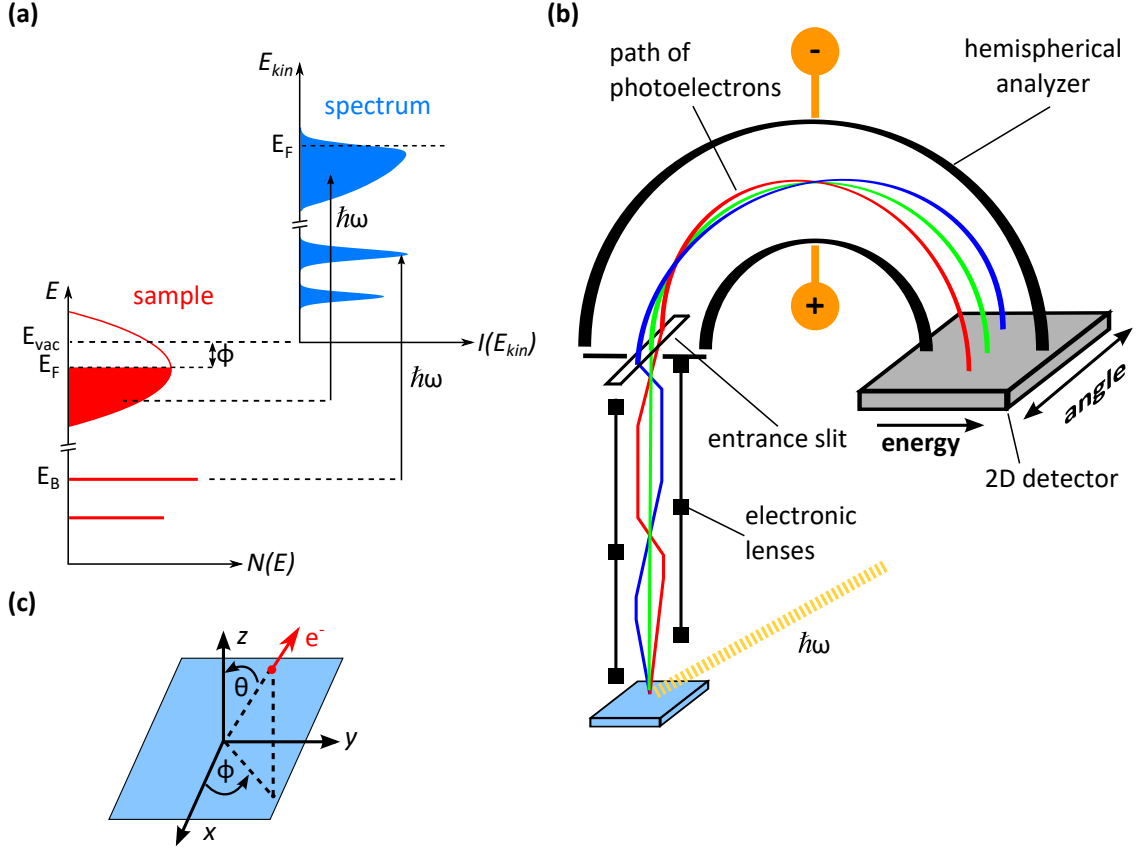 (a)
E_kin
spectrum
E_F
ħω
E
sample
E_vac
ϕ
E_F
I(E_kin)
ħω
E_B
N(E)
(b)
-
path of
photoelectrons
hemispherical
analyzer
+
entrance slit
energy
angle
2D detector
electronic
lenses
ħω
(c)
z
e⁻
θ
y
ϕ
x